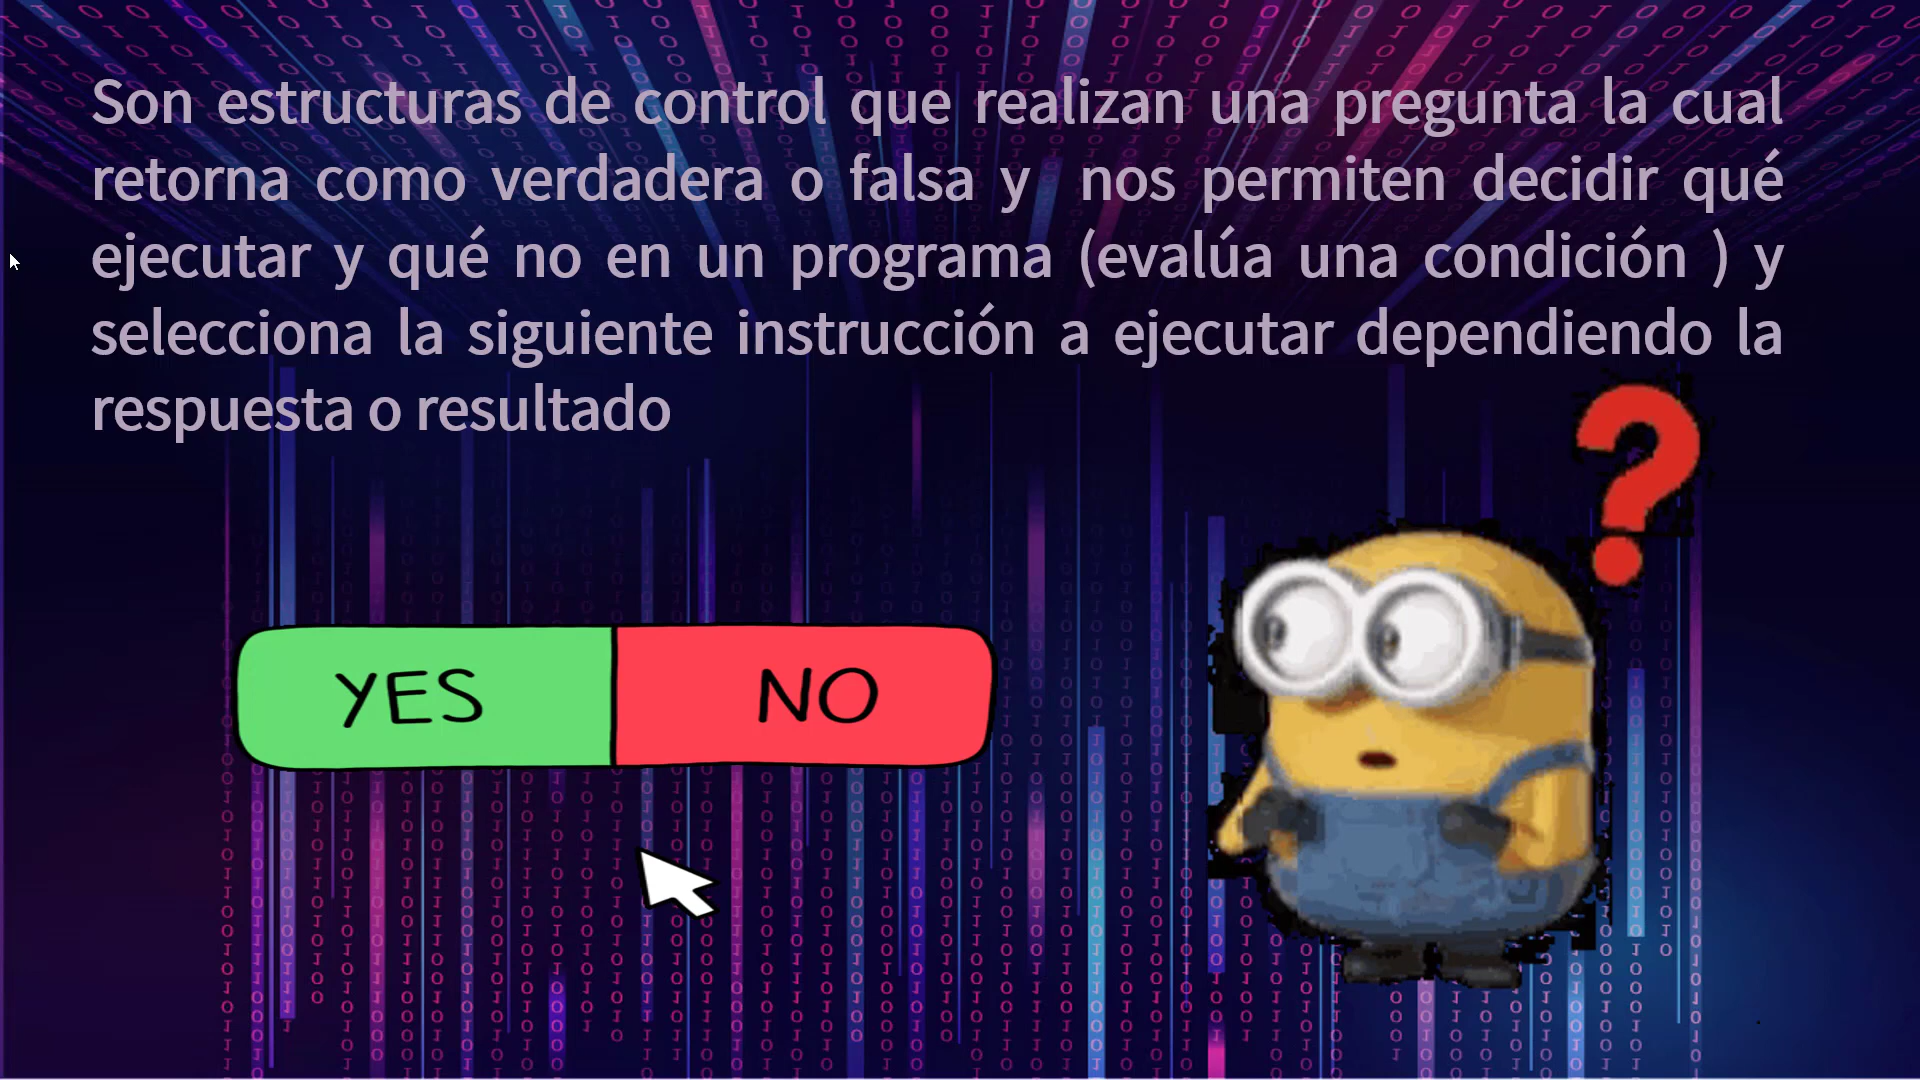 Son estructuras de control que realizan una pregunta la cual
retorna como verdadera o falsa y nos permiten decidir qué
ejecutar y qué no en un programa (evalúa una condición ) y
selecciona la siguiente instrucción a ejecutar dependiendo la
respuesta o resultado
?
YES NO